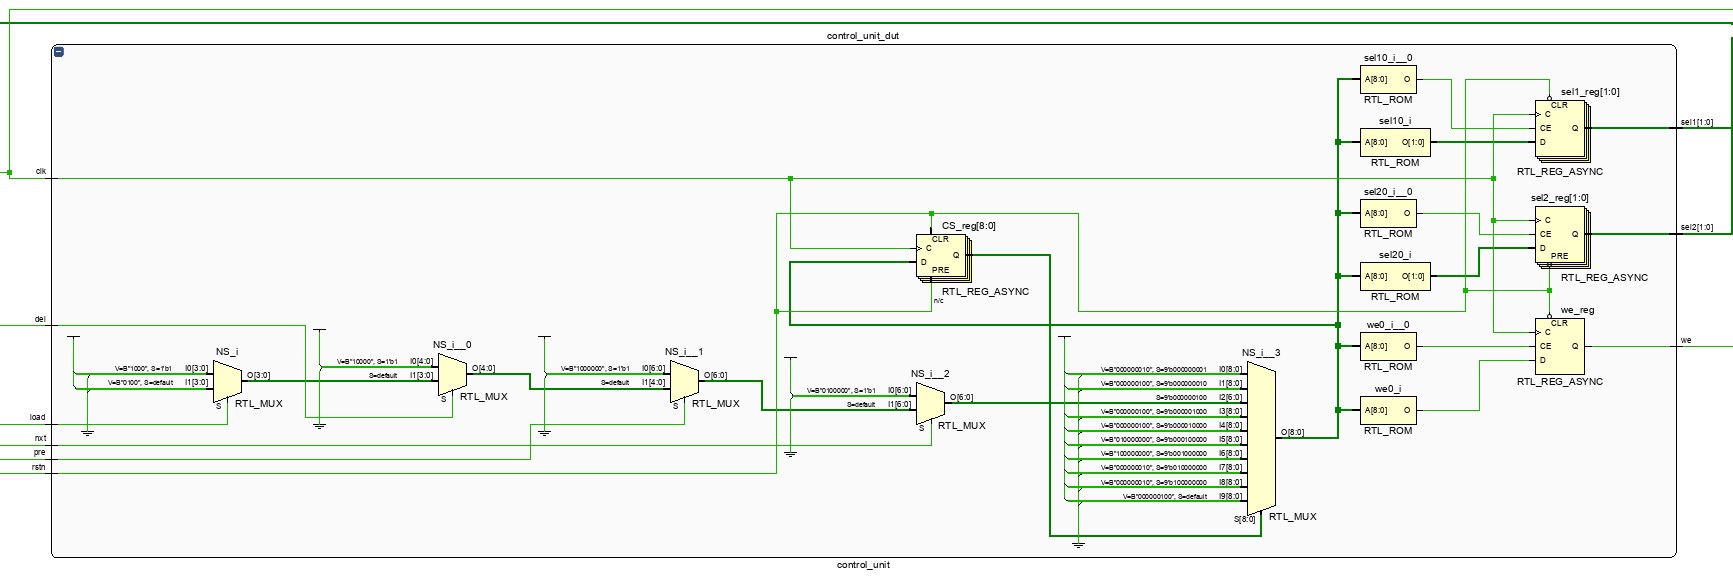 control_unit_dut
sel10_i__0
A[8:0] O
RTL_ROM
sel1_reg[1:0]
CLR
C
CE Q
D
RTL_REG_ASYNC
sel1[1:0]
sel10_i
A[8:0] O[1:0]
RTL_ROM
clk
sel20_i__0
A[8:0] O
RTL_ROM
sel2_reg[1:0]
C
CE Q
D
PRE
RTL_REG_ASYNC
sel2[1:0]
CS_reg[8:0]
CLR
C
D Q
PRE
RTL_REG_ASYNC
n/c
sel20_i
A[8:0] O[1:0]
RTL_ROM
we0_i__0
A[8:0] O
RTL_ROM
we_reg
CLR
C
CE Q
D
RTL_REG_ASYNC
we
we0_i
A[8:0] O
RTL_ROM
del
NS_i
V=B"1000", S=1'b1 I0[3:0]
V=B"0100", S=default I1[3:0]
O[3:0]
S
RTL_MUX
NS_i__0
V=B"10000", S=1'b1 I0[4:0]
S=default I1[3:0]
O[4:0]
S
RTL_MUX
NS_i__1
V=B"1000000", S=1'b1 I0[6:0]
S=default I1[4:0]
O[6:0]
S
RTL_MUX
NS_i__2
V=B"0100000", S=1'b1 I0[6:0]
S=default I1[6:0]
O[6:0]
S
RTL_MUX
NS_i__3
V=B"000000010", S=9'b000000001 I0[8:0]
V=B"000000100", S=9'b000000010 I1[8:0]
S=9'b000000100 I2[6:0]
V=B"000000100", S=9'b000001000 I3[8:0]
V=B"000000100", S=9'b000010000 I4[8:0]
V=B"010000000", S=9'b000100000 I5[8:0]
V=B"100000000", S=9'b001000000 I6[8:0]
V=B"000000010", S=9'b010000000 I7[8:0]
V=B"000000010", S=9'b100000000 I8[8:0]
V=B"000000100", S=default I9[8:0]
O[8:0]
S[8:0]
RTL_MUX
load
nxt
pre
rstn
control_unit